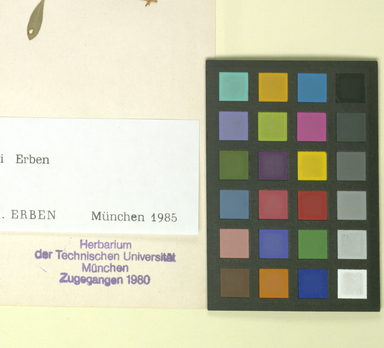 i Erben
. ERBEN München 1985
Herbarium
der Technischen Universität
München
Zugegangen 1980